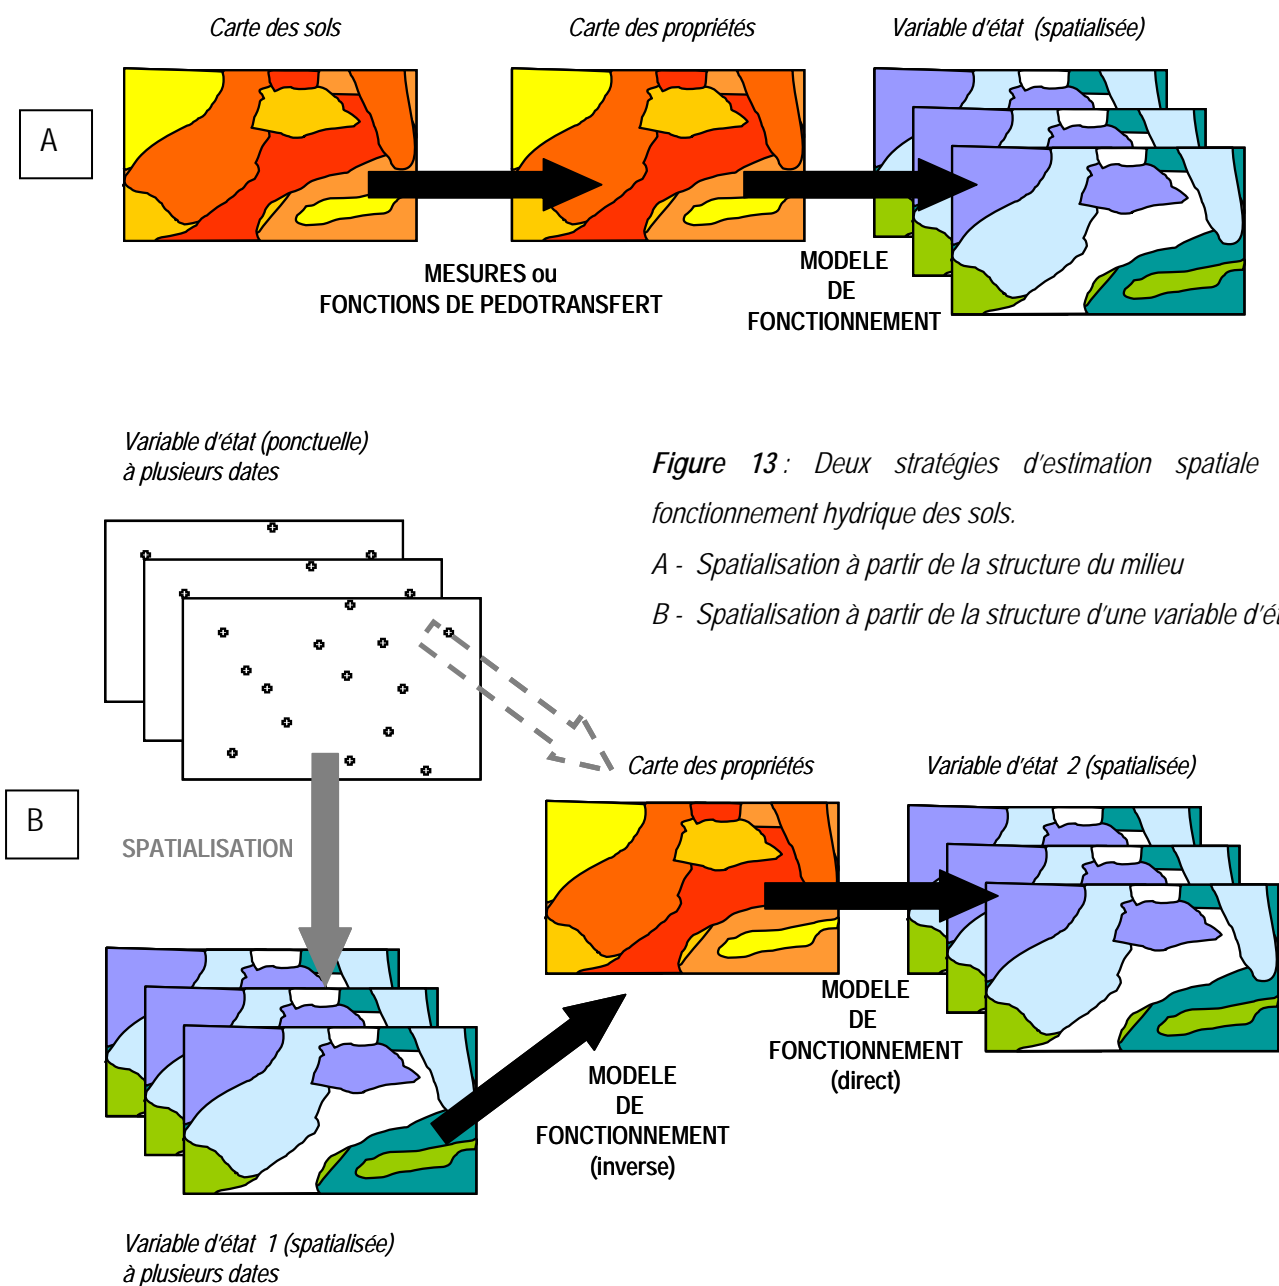 Carte des sols
Carte des propriétés
Variable d'état (spatialisée)
A
MESURES ou
FONCTIONS DE PEDOTRANSFERT
MODELE
DE
FONCTIONNEMENT
Variable d'état (ponctuelle)
à plusieurs dates
Figure 13 : Deux stratégies d'estimation spatiale
fonctionnement hydrique des sols.
A - Spatialisation à partir de la structure du milieu
B - Spatialisation à partir de la structure d'une variable
B
SPATIALISATION
Carte des propriétés
Variable d'état 2 (spatialisée)
MODELE
DE
FONCTIONNEMENT
(inverse)
MODELE
DE
FONCTIONNEMENT
(direct)
Variable d'état 1 (spatialisée)
à plusieurs dates